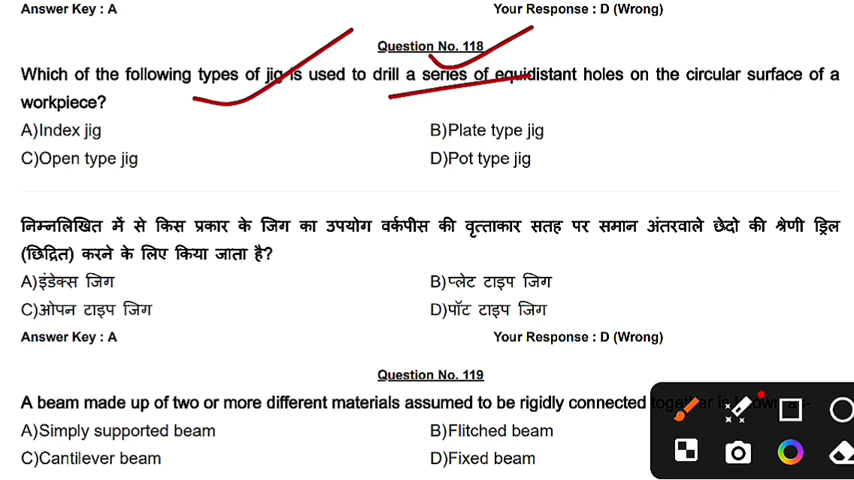 Answer Key : A Your Response : D (Wrong)
Question No. 118
Which of the following types of jig is used to drill a series of equidistant holes on the circular surface of a
workpiece?
A)Index jig B)Plate type jig
C)Open type jig D)Pot type jig
निम्नलिखित में से किस प्रकार के जिग का उपयोग वर्कपीस की वृत्ताकार सतह पर समान अंतरवाले छेदो की श्रेणी ड्रिल
(छिद्रित) करने के लिए किया जाता है?
A)इंडेक्स जिग B)प्लेट टाइप जिग
C)ओपन टाइप जिग D)पॉट टाइप जिग
Answer Key : A Your Response : D (Wrong)
Question No. 119
A beam made up of two or more different materials assumed to be rigidly connected together is
A)Simply supported beam B)Flitched beam
C)Cantilever beam D)Fixed beam